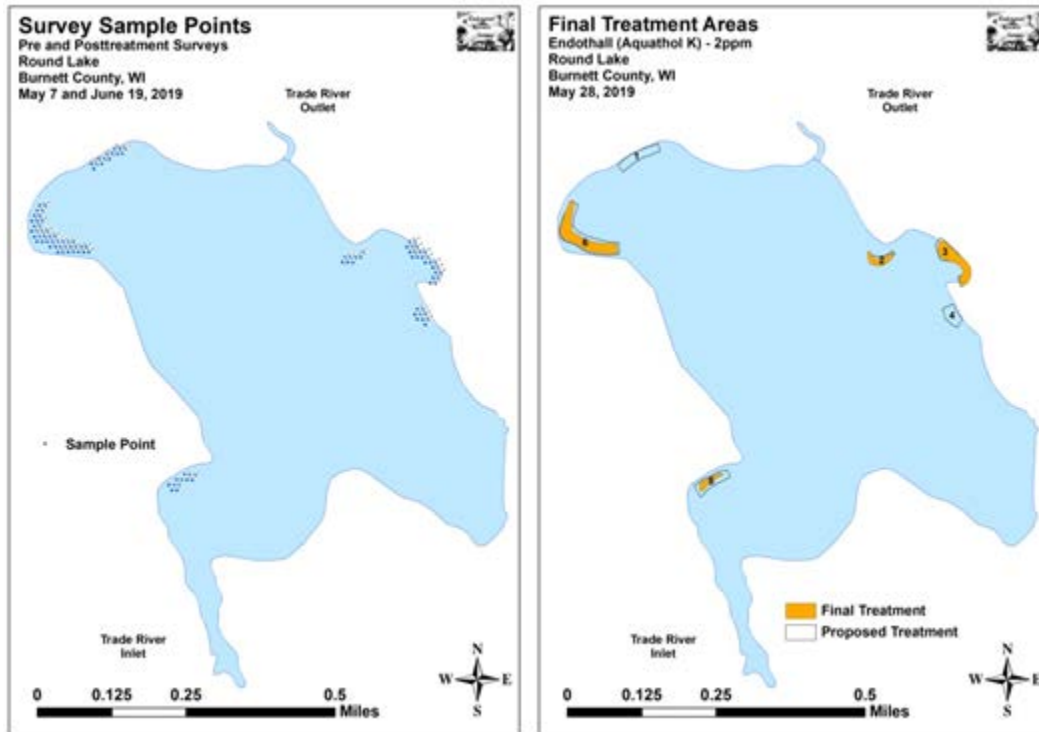 Survey Sample Points
Pre and Posttreatment Surveys
Round Lake
Burnett County, WI
May 7 and June 19, 2019
Trade River
Outlet
Sample Point
Trade River
Inlet
N
W E
S
0 0.125 0.25 0.5
Miles
Final Treatment Areas
Endothall (Aquathol K) - 2ppm
Round Lake
Burnett County, WI
May 28, 2019
Trade River
Outlet
1
6
2
3
4
Final Treatment
Proposed Treatment
Trade River
Inlet
N
W E
S
0 0.125 0.25 0.5
Miles